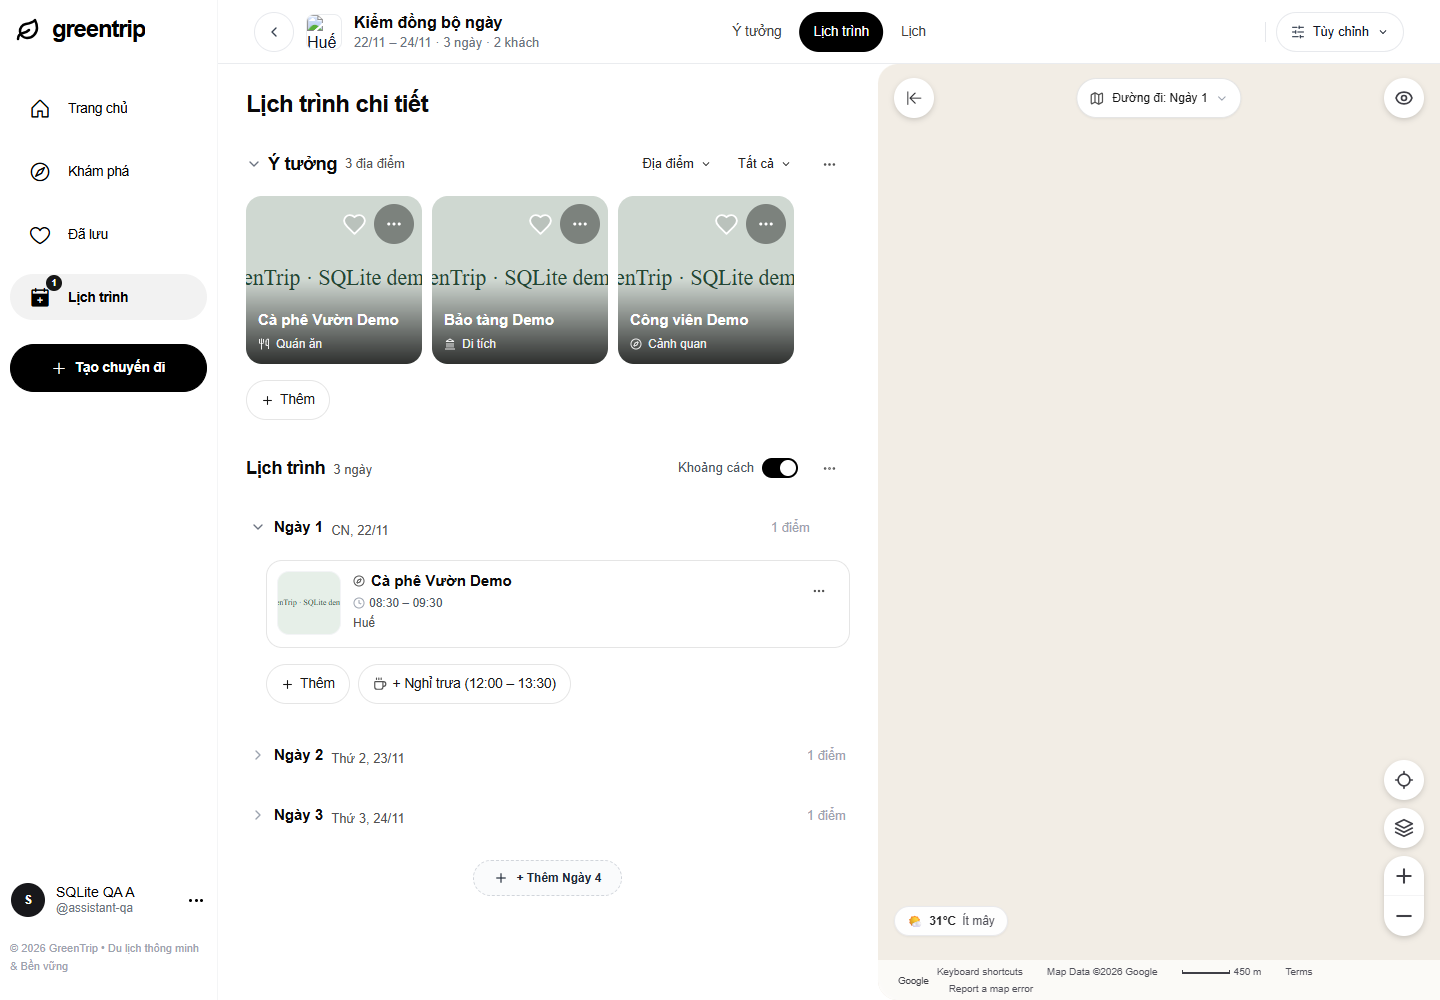 greentrip
Trang chủ
Khám phá
Đã lưu
1
Lịch trình
Tạo chuyến đi
SQLite QA A
@assistant-qa
© 2026 GreenTrip • Du lịch thông minh
& Bền vững
Huế
Kiểm đồng bộ ngày
22/11 – 24/11 · 3 ngày · 2 khách
Ý tưởng
Lịch trình
Lịch
Tùy chỉnh
Lịch trình chi tiết
Ý tưởng 3 địa điểm
Địa điểm
Tất cả
enTrip · SQLite dem
Cà phê Vườn Demo
Quán ăn
enTrip · SQLite dem
Bảo tàng Demo
Di tích
enTrip · SQLite dem
Công viên Demo
Cảnh quan
Thêm
Lịch trình 3 ngày
Khoảng cách
Ngày 1 CN, 22/11
1 điểm
enTrip · SQLite dem
Cà phê Vườn Demo
08:30 – 09:30
Huế
Thêm
+ Nghỉ trưa (12:00 – 13:30)
Ngày 2 Thứ 2, 23/11
1 điểm
Ngày 3 Thứ 3, 24/11
1 điểm
+ Thêm Ngày 4
Đường đi: Ngày 1
31°C Ít mây
Google
Keyboard shortcuts
Map Data ©2026 Google
450 m
Terms
Report a map error
S